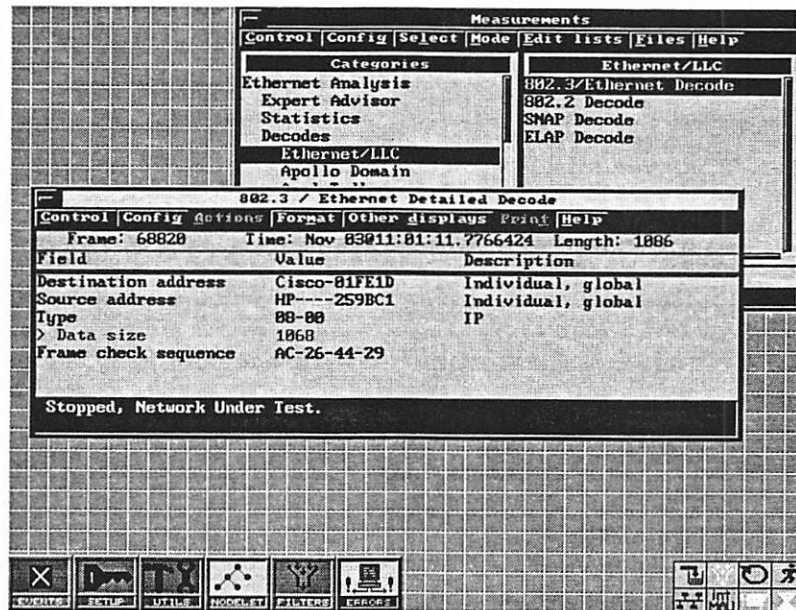 Measurements
Control Config Select Mode Edit lists Files Help
Categories
Ethernet/LLC
Ethernet Analysis
802.3/Ethernet Decode
Expert Advisor
802.2 Decode
Statistics
SNAP Decode
Decodes
ELAP Decode
Ethernet/LLC
Apollo Domain
802.3 / Ethernet Detailed Decode
Control Config Actions Format Other displays Print Help
Frame: 68820 Time: Nov 03@11:01:11.7766424 Length: 1086
Field Value Description
Destination address Cisco-01FE1D Individual, global
Source address HP----259BC1 Individual, global
Type 08-00 IP
> Data size 1068
Frame check sequence AC-26-44-29
Stopped, Network Under Test.
EVENTS SETUP UTILS NODELST FILTERS ERRORS